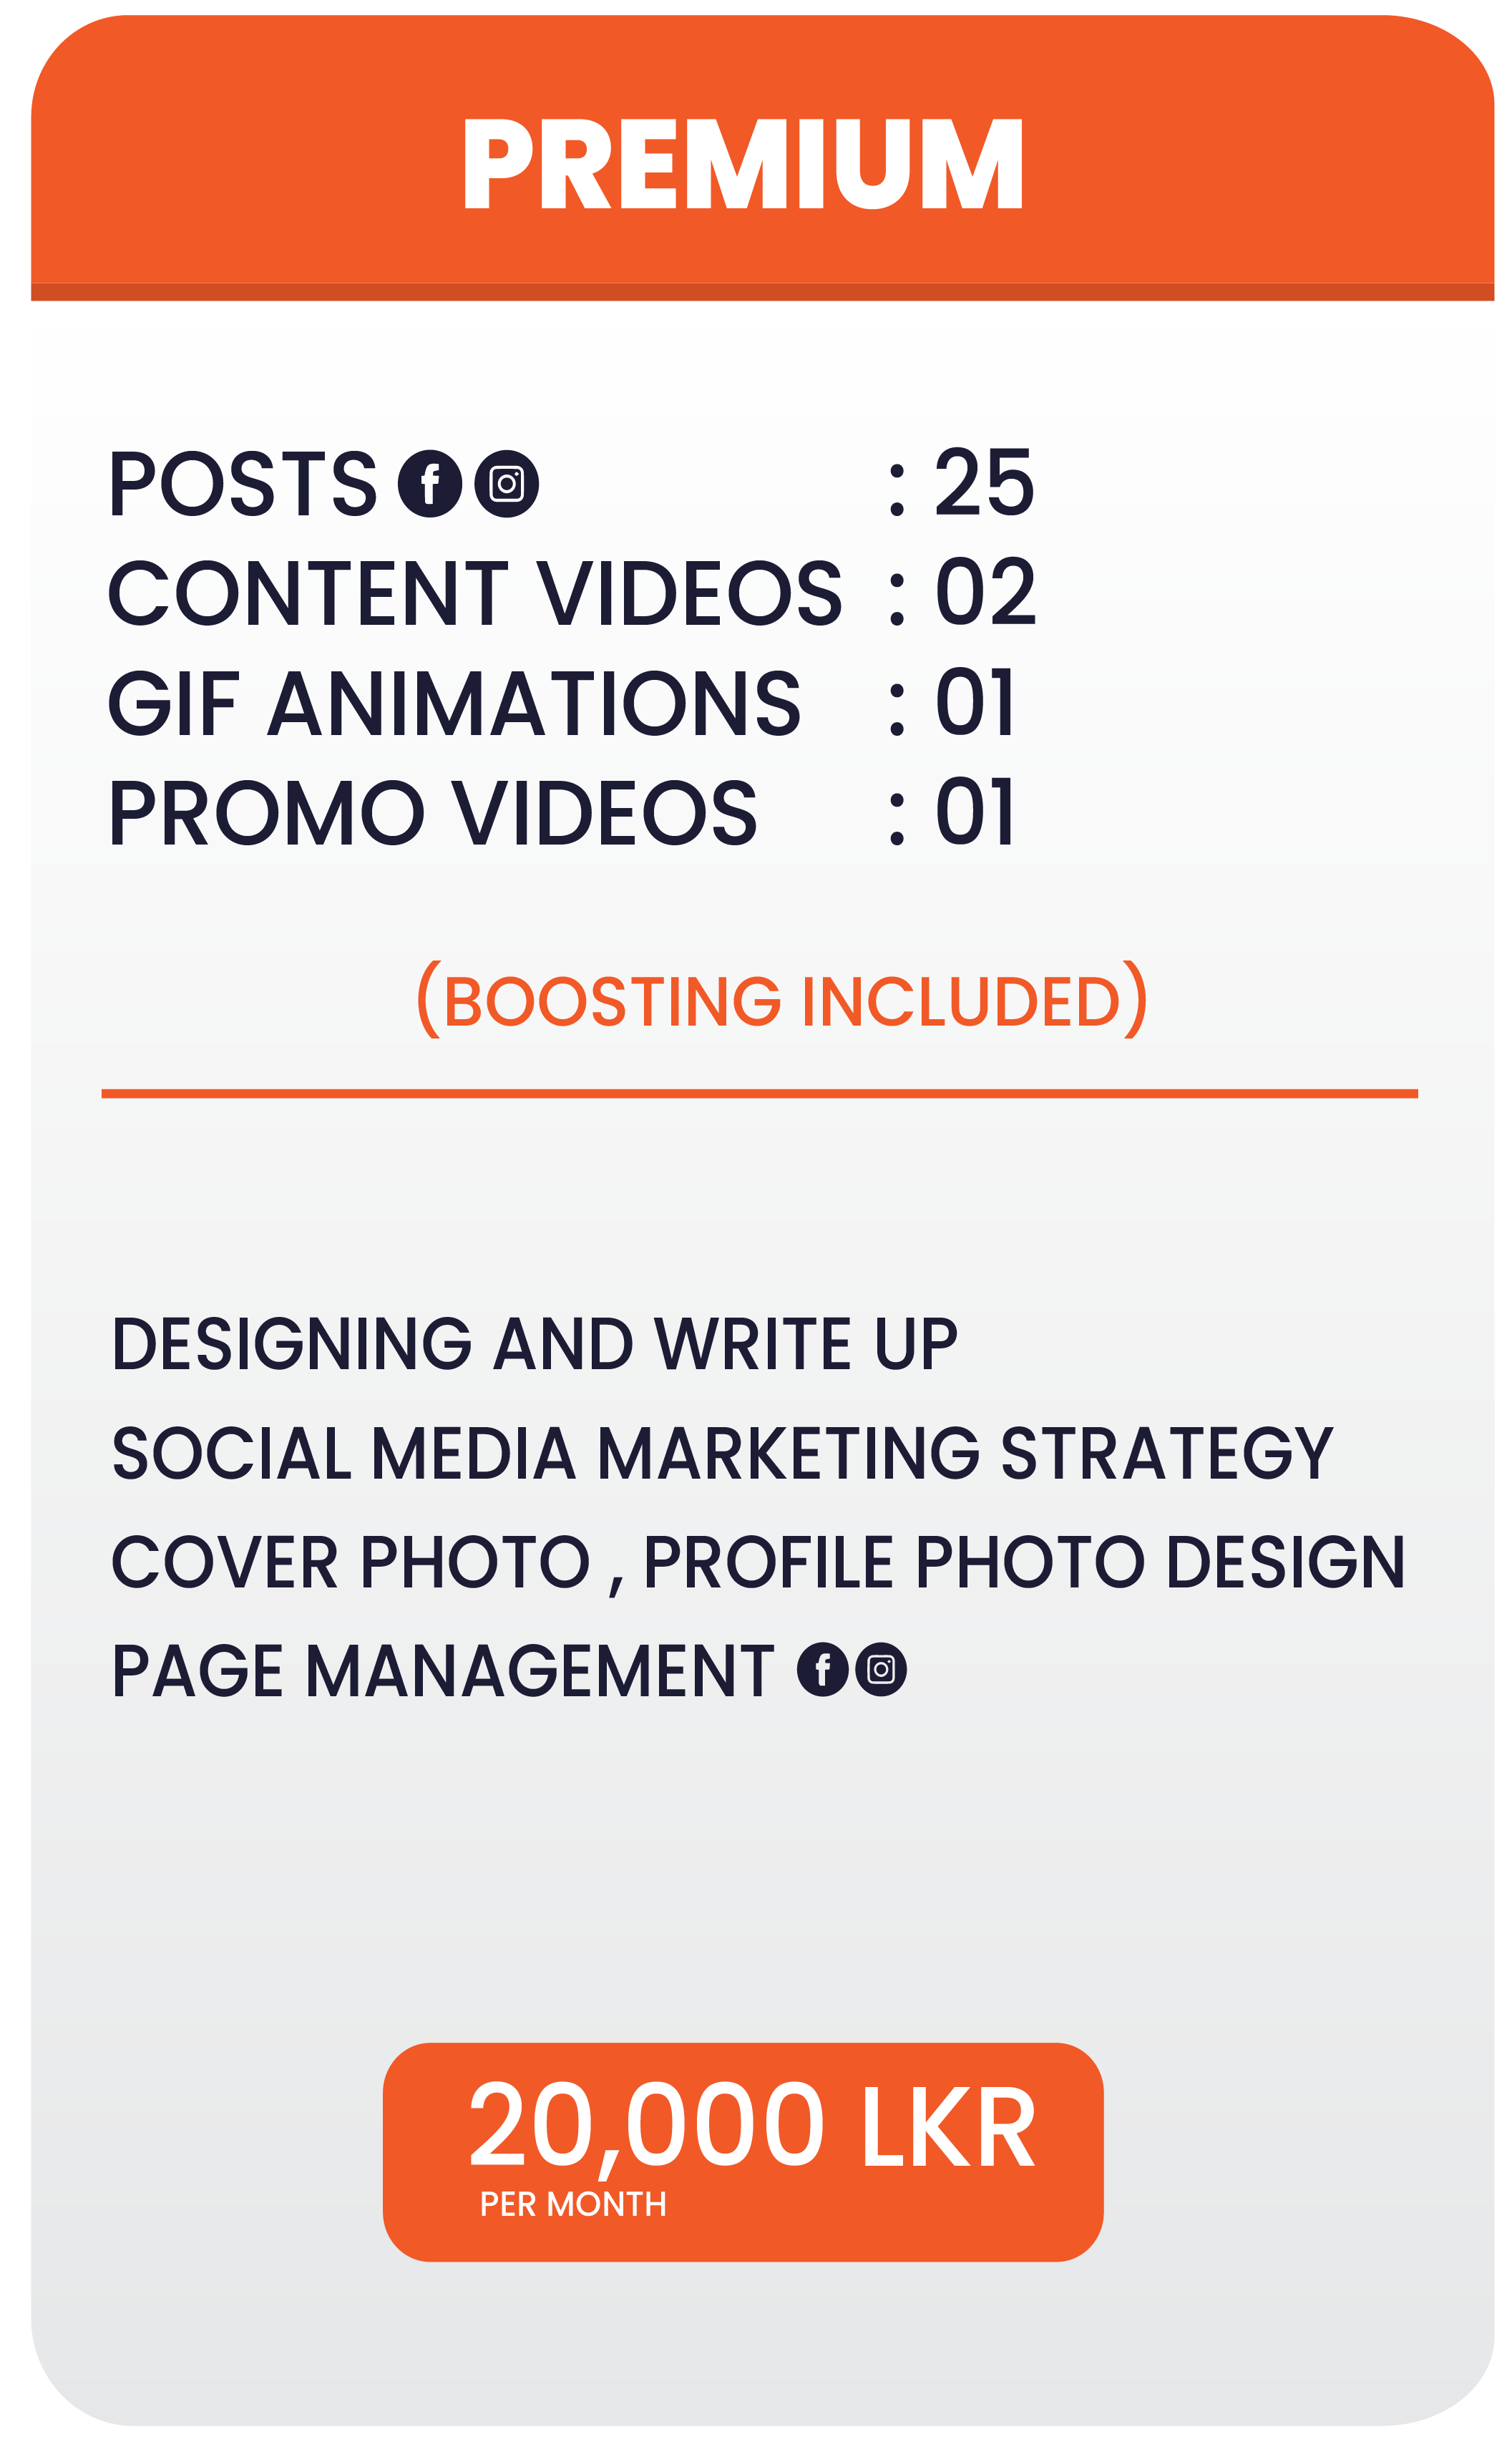 PREMIUM
POSTS : 25
CONTENT VIDEOS : 02
GIF ANIMATIONS : 01
PROMO VIDEOS : 01
(BOOSTING INCLUDED)
DESIGNING AND WRITE UP
SOCIAL MEDIA MARKETING STRATEGY
COVER PHOTO , PROFILE PHOTO DESIGN
PAGE MANAGEMENT
20,000 LKR
PER MONTH